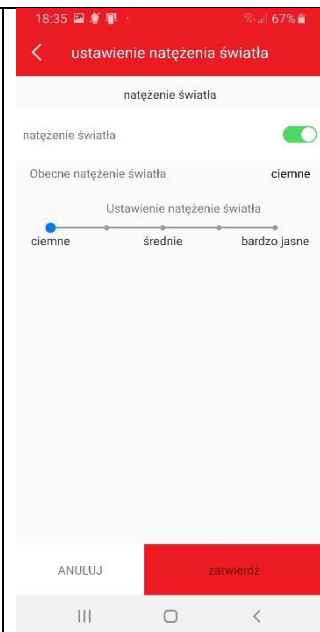 18:35 67%
ustawienie natężenia światła
natężenie światła
natężenie światła
Obecne natężenie światła ciemne
Ustawienie natężenia światła
ciemne średnie bardzo jasne
ANULUJ zatwierdź